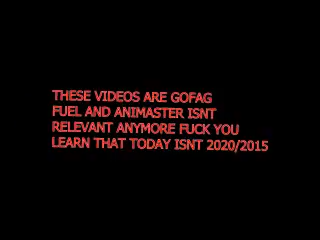 THESE VIDEOS ARE GOFAG
FUEL AND ANIMASTER ISNT
RELEVANT ANYMORE FUCK YOU
LEARN THAT TODAY ISNT 2020/2015